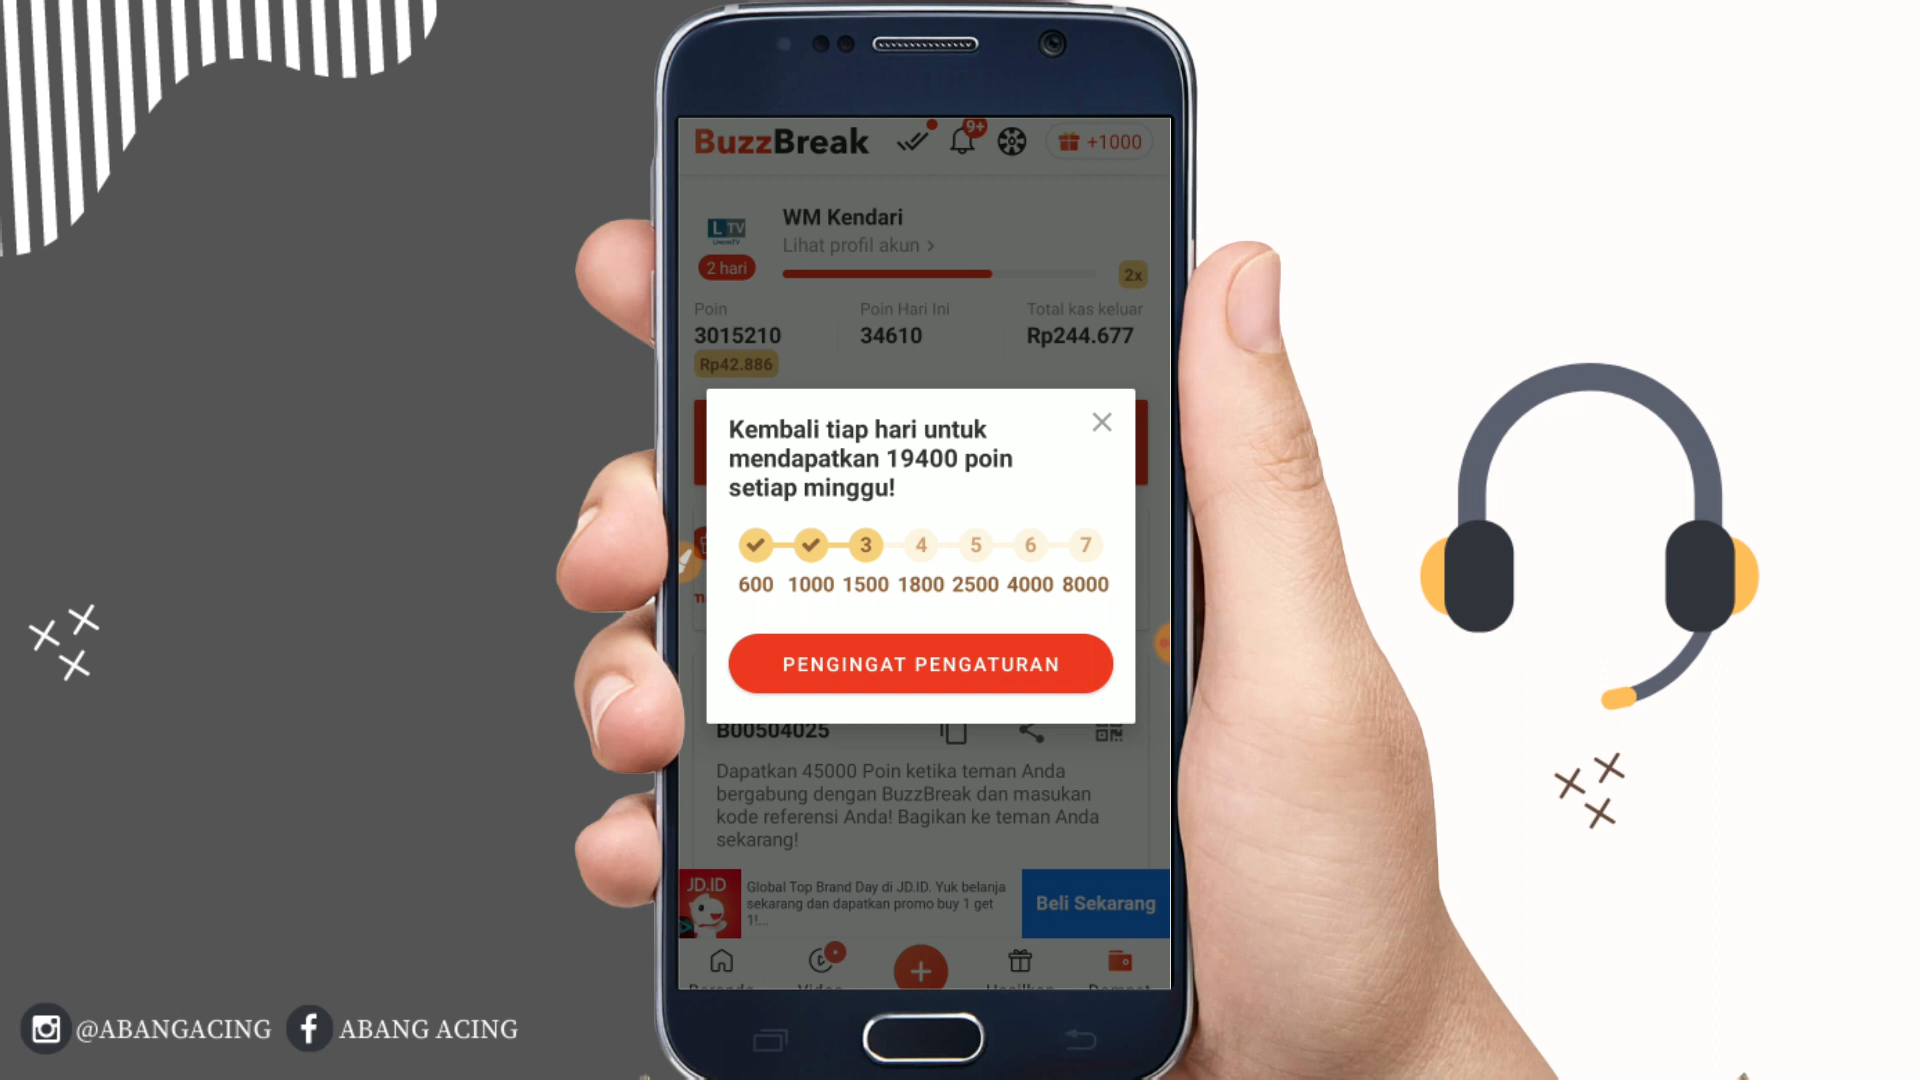 BuzzBreak
9+
+1000
L TV
WM Kendari
Lihat profil akun >
2 hari
2x
Poin
Poin Hari Ini
Total kas keluar
3015210
34610
Rp244.677
Rp42.886
Kembali tiap hari untuk
mendapatkan 19400 poin
setiap minggu!
3 4 5 6 7
600 1000 1500 1800 2500 4000 8000
PENGINGAT PENGATURAN
B00504025
Dapatkan 45000 Poin ketika teman Anda
bergabung dengan BuzzBreak dan masukan
kode referensi Anda! Bagikan ke teman Anda
sekarang!
JD.ID
Global Top Brand Day di JD.ID. Yuk belanja
sekarang dan dapatkan promo buy 1 get
1!...
Beli Sekarang
@ABANGACING
ABANG ACING